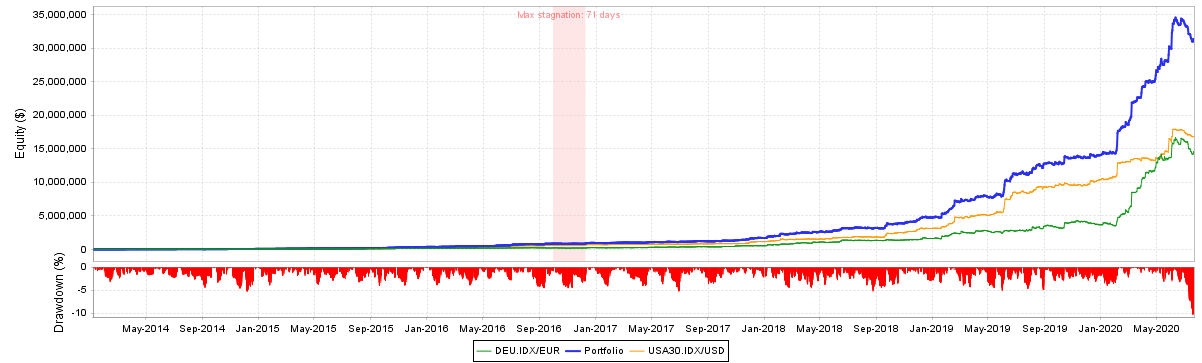 Max stagnation: 71 days
Equity ($)
35,000,000
30,000,000
25,000,000
20,000,000
15,000,000
10,000,000
5,000,000
0
Drawdown (%)
0
-5
-10
May-2014 Sep-2014 Jan-2015 May-2015 Sep-2015 Jan-2016 May-2016 Sep-2016 Jan-2017 May-2017 Sep-2017 Jan-2018 May-2018 Sep-2018 Jan-2019 May-2019 Sep-2019 Jan-2020 May-2020
DEU.IDX/EUR Portfolio USA30.IDX/USD